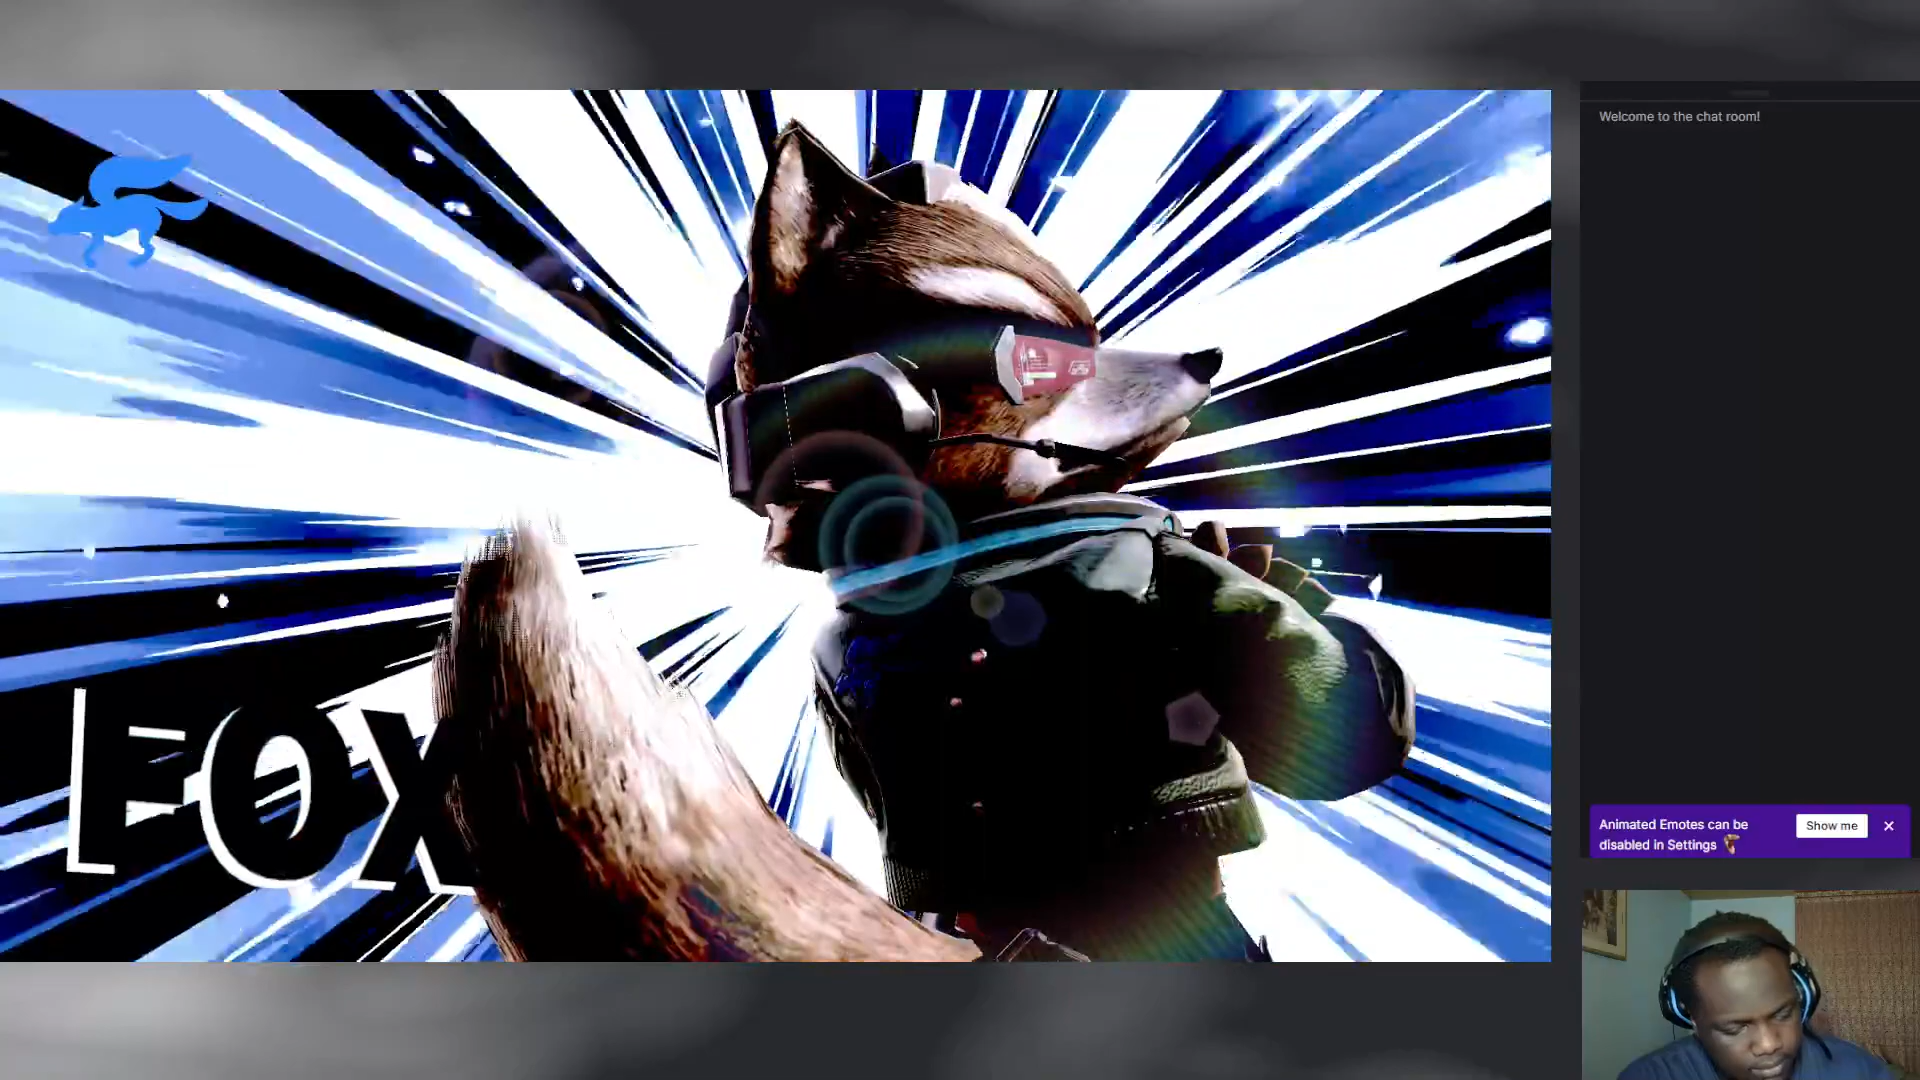 Welcome to the chat room!
FOX
Animated Emotes can be
disabled in Settings
Show me